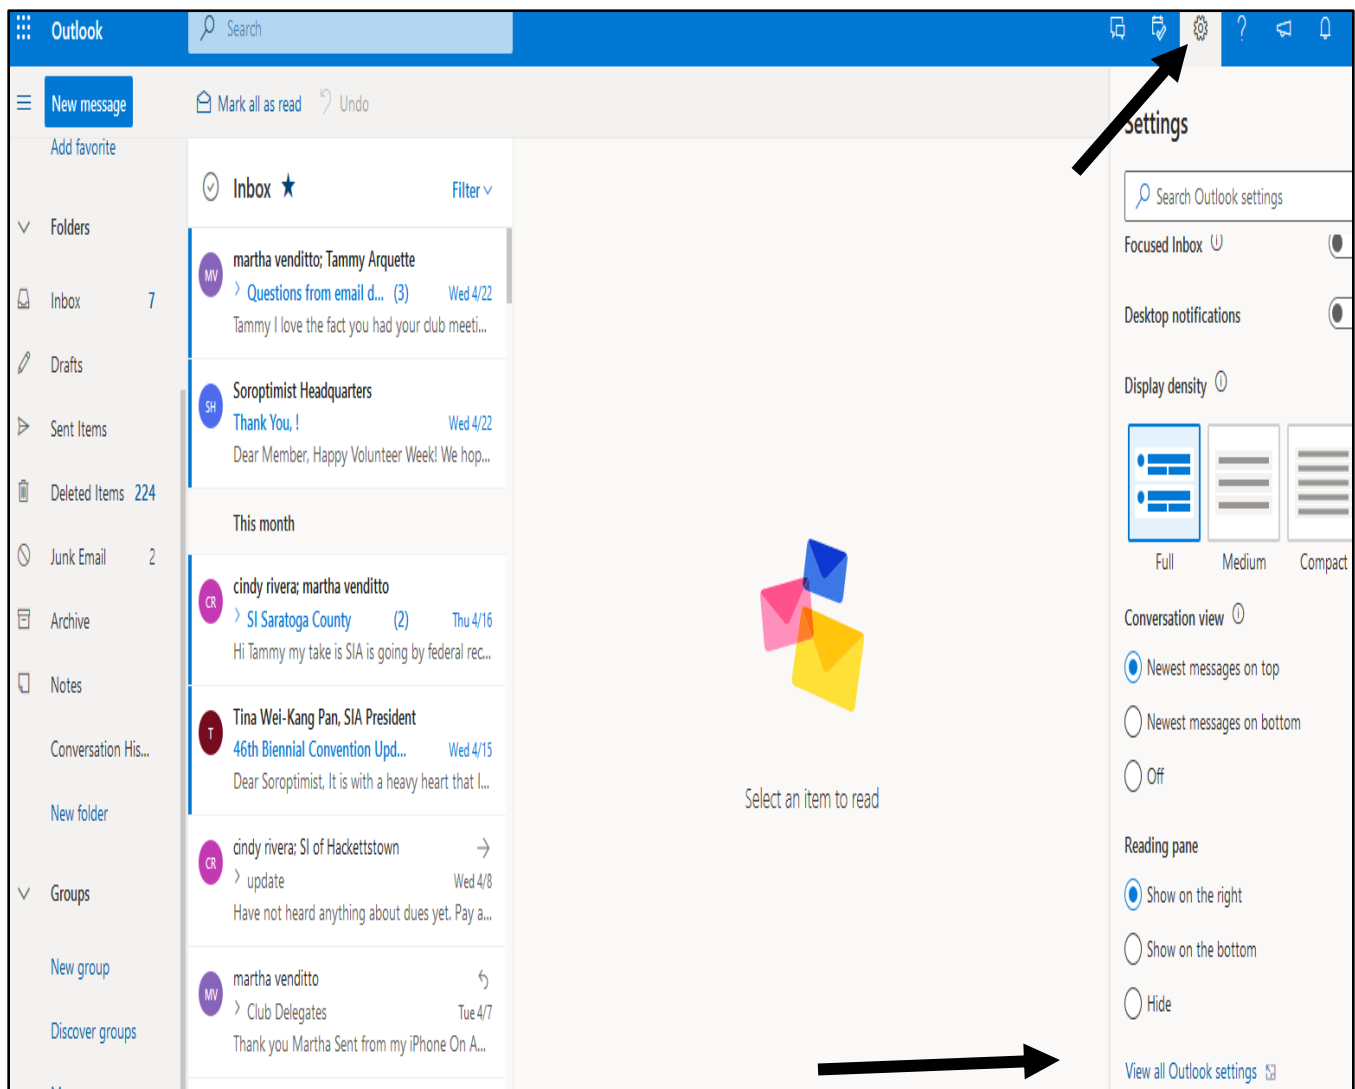 Outlook
Search
New message
Mark all as read
Undo
Add favorite
Folders
Inbox 7
Drafts
Sent Items
Deleted Items 224
Junk Email 2
Archive
Notes
Conversation His...
New folder
Groups
New group
Discover groups
Inbox
Filter
MV
martha venditto; Tammy Arquette
Questions from email d... (3) Wed 4/22
Tammy I love the fact you had your club meeti...
SH
Soroptimist Headquarters
Thank You, ! Wed 4/22
Dear Member, Happy Volunteer Week! We hop...
This month
CR
cindy rivera; martha venditto
SI Saratoga County (2) Thu 4/16
Hi Tammy my take is SIA is going by federal rec...
T
Tina Wei-Kang Pan, SIA President
46th Biennial Convention Upd... Wed 4/15
Dear Soroptimist, It is with a heavy heart that I...
CR
cindy rivera; SI of Hackettstown
update Wed 4/8
Have not heard anything about dues yet. Pay a...
MV
martha venditto
Club Delegates Tue 4/7
Thank you Martha Sent from my iPhone On A...
Select an item to read
Settings
Search Outlook settings
Focused Inbox
Desktop notifications
Display density
Full Medium Compact
Conversation view
Newest messages on top
Newest messages on bottom
Off
Reading pane
Show on the right
Show on the bottom
Hide
View all Outlook settings